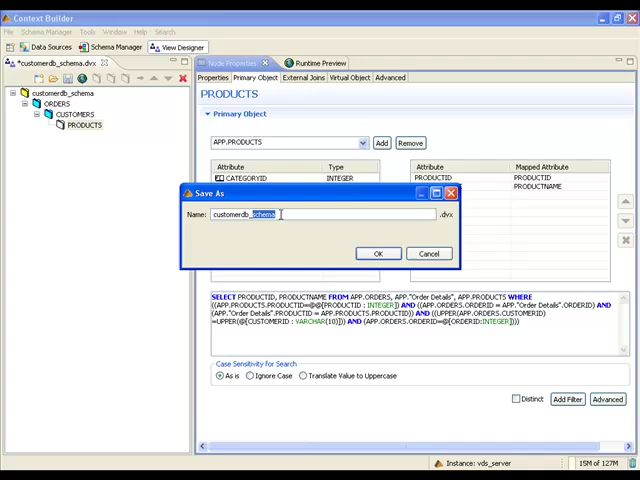 Context Builder
File Schema Manager Tools Window Help Search
Data Sources Schema Manager View Designer
*customerdb_schema.dvx
Node Properties Runtime Preview
Properties Primary Object External Joins Virtual Object Advanced
customerdb_schema
ORDERS
CUSTOMERS
PRODUCTS
PRODUCTS
Primary Object
APP.PRODUCTS Add Remove
Attribute Type Attribute Mapped Attribute
CATEGORYID INTEGER PRODUCTID PRODUCTID
PRODUCTNAME
Save As
Name: customerdb_schema .dvx
OK Cancel
SELECT PRODUCTID, PRODUCTNAME FROM APP.ORDERS, APP."Order Details", APP.PRODUCTS WHERE
((APP.PRODUCTS.PRODUCTID=@@[PRODUCTID : INTEGER]) AND ((APP.ORDERS.ORDERID = APP."Order Details".ORDERID) AND
(APP."Order Details".PRODUCTID = APP.PRODUCTS.PRODUCTID)) AND ((UPPER(APP.ORDERS.CUSTOMERID)
=UPPER(@[CUSTOMERID : VARCHAR(10)])) AND (APP.ORDERS.ORDERID=@[ORDERID:INTEGER])))
Case Sensitivity for Search
As is Ignore Case Translate Value to Uppercase
Distinct Add Filter Advanced
Instance: vds_server 15M of 127M